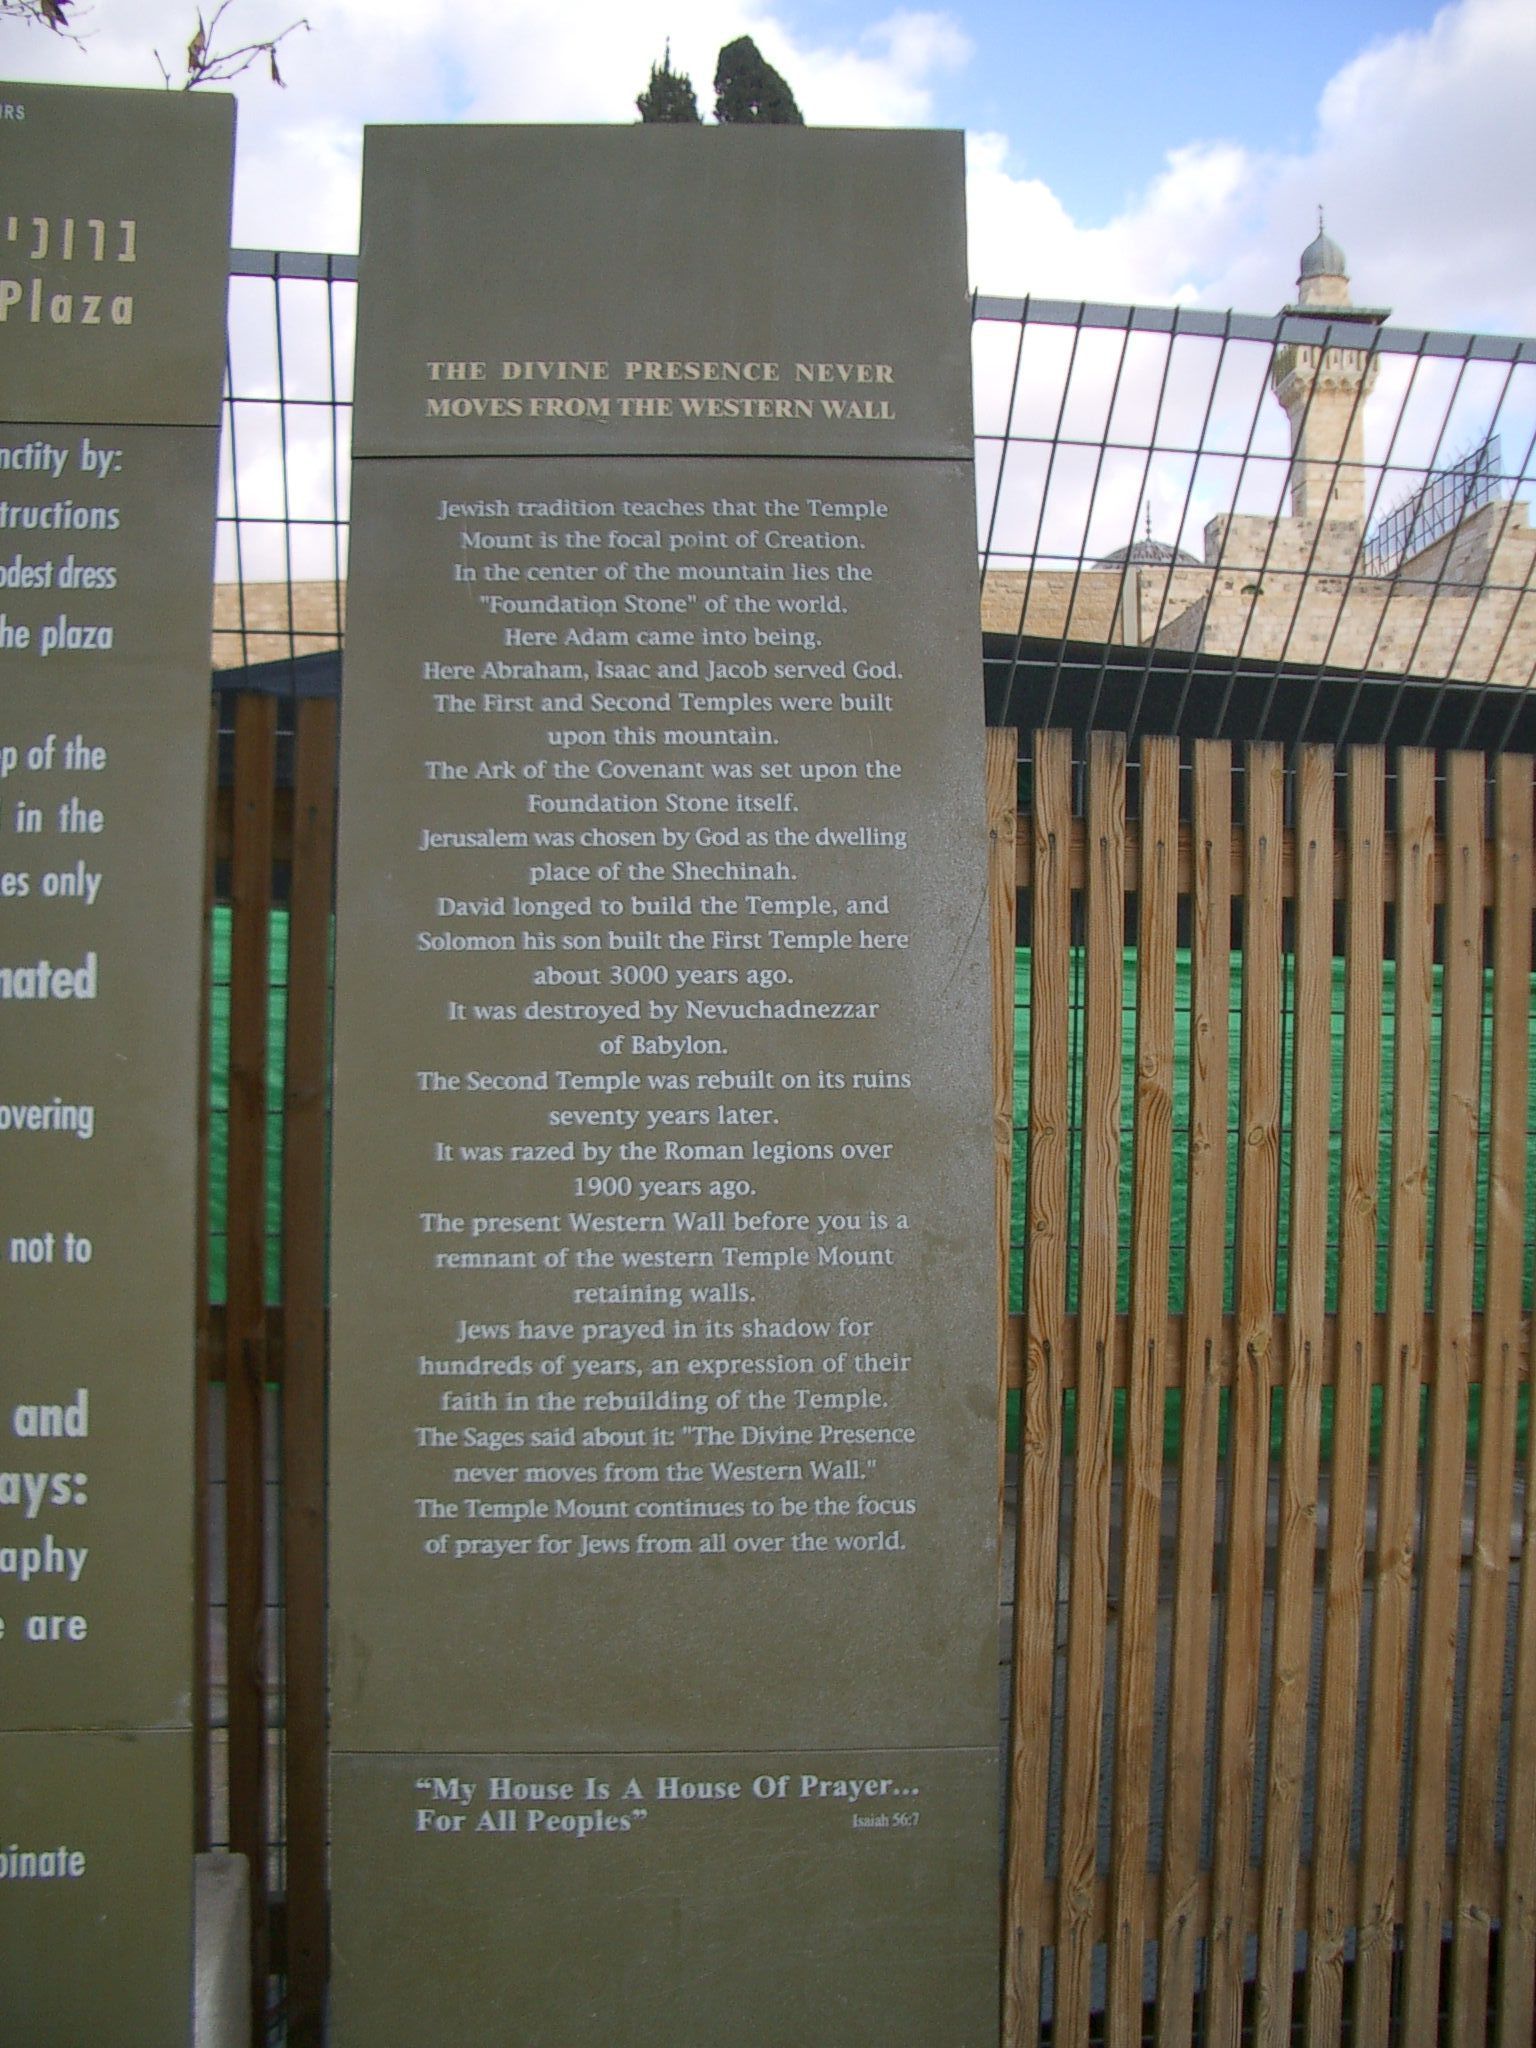 IRS
ברוכי
Plaza
nctity by:
tructions
odest dress
he plaza
p of the
in the
es only
nated
overing
not to
and
ays:
aphy
are
binate
THE DIVINE PRESENCE NEVER
MOVES FROM THE WESTERN WALL
Jewish tradition teaches that the Temple
Mount is the focal point of Creation.
In the center of the mountain lies the
"Foundation Stone" of the world.
Here Adam came into being.
Here Abraham, Isaac and Jacob served God.
The First and Second Temples were built
upon this mountain.
The Ark of the Covenant was set upon the
Foundation Stone itself.
Jerusalem was chosen by God as the dwelling
place of the Shechinah.
David longed to build the Temple, and
Solomon his son built the First Temple here
about 3000 years ago.
It was destroyed by Nevuchadnezzar
of Babylon.
The Second Temple was rebuilt on its ruins
seventy years later.
It was razed by the Roman legions over
1900 years ago.
The present Western Wall before you is a
remnant of the western Temple Mount
retaining walls.
Jews have prayed in its shadow for
hundreds of years, an expression of their
faith in the rebuilding of the Temple.
The Sages said about it: "The Divine Presence
never moves from the Western Wall."
The Temple Mount continues to be the focus
of prayer for Jews from all over the world.
“My House Is A House Of Prayer...
For All Peoples” Isaiah 56:7